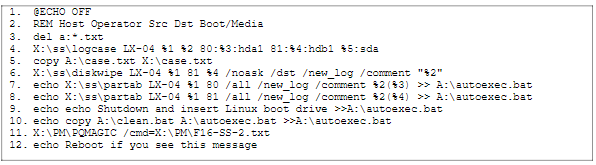 1. @ECHO OFF
2. REM Host Operator Src Dst Boot/Media
3. del a:*.txt
4. X:\ss\logcase LX-04 %1 %2 80:%3:hda1 81:%4:hdb1 %5:sda
5. copy A:\case.txt X:\case.txt
6. X:\ss\diskwipe LX-04 %1 81 %4 /noask /dst /new_log /comment "%2"
7. echo X:\ss\partab LX-04 %1 80 /all /new_log /comment %2(%3) >> A:\autoexec.bat
8. echo X:\ss\partab LX-04 %1 81 /all /new_log /comment %2(%4) >> A:\autoexec.bat
9. echo echo Shutdown and insert Linux boot drive >>A:\autoexec.bat
10. echo copy A:\clean.bat A:\autoexec.bat >>A:\autoexec.bat
11. X:\PM\PQMAGIC /cmd=X:\PM\F16-SS-2.txt
12. echo Reboot if you see this message